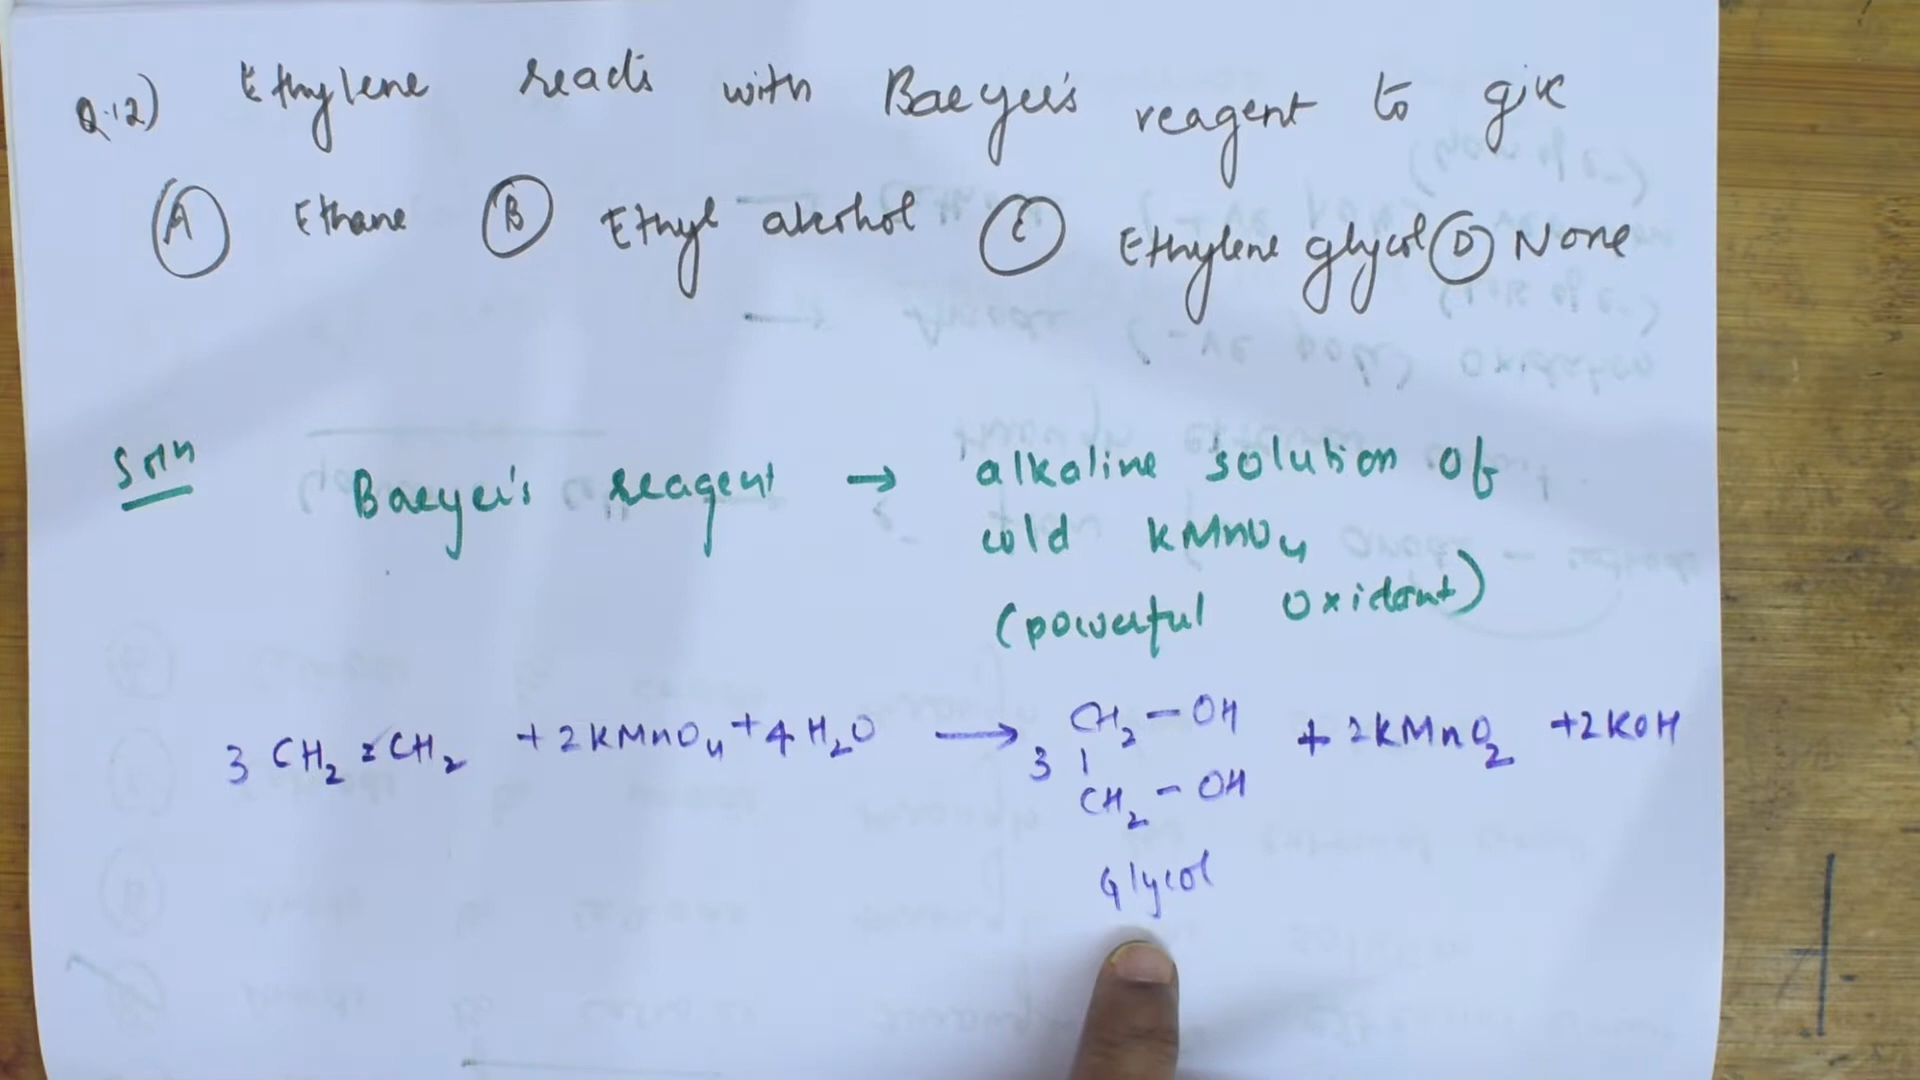 Q.12) Ethylene reacts with Baeyer's reagent to give
(A) Ethane (B) Ethyl alcohol (C) Ethylene glycol (D) None
Soln Baeyer's reagent → alkaline solution of
cold KMnO4
(powerful oxidant)
3 CH2=CH2 + 2KMnO4 + 4H2O → 3 CH2-OH + 2KMnO2 + 2KOH
CH2-OH
Glycol